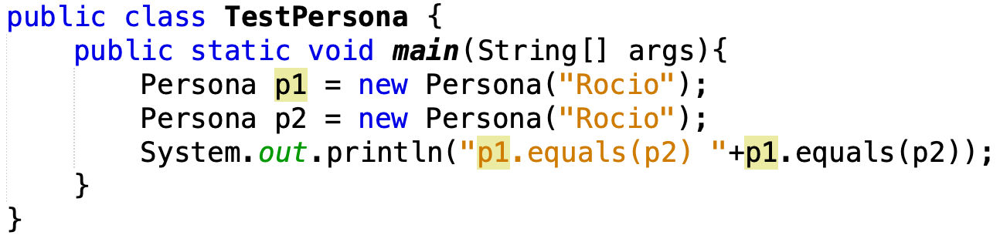 public class TestPersona {
    public static void main(String[] args){
        Persona p1 = new Persona("Rocio");
        Persona p2 = new Persona("Rocio");
        System.out.println("p1.equals(p2) "+p1.equals(p2));
    }
}